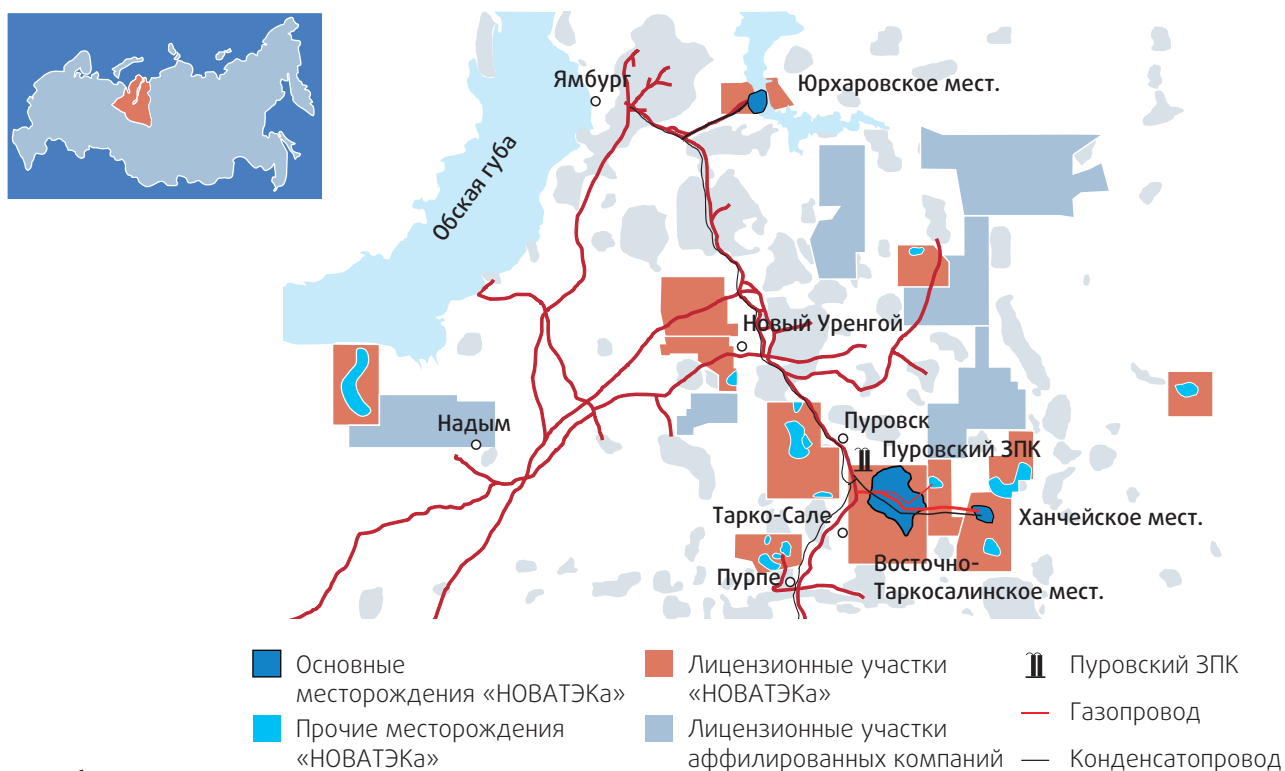 Ямбург
Юрхаровское мест.
Обская губа
Новый Уренгой
Надым
Пуровск
Пуровский ЗПК
Тарко-Сале
Ханчейское мест.
Восточно-
Таркосалинское мест.
Пурпе
Основные
месторождения «НОВАТЭКа»
Прочие месторождения
«НОВАТЭКа»
Лицензионные участки
«НОВАТЭКа»
Лицензионные участки
аффилированных компаний
Пуровский ЗПК
Газопровод
Конденсатопровод